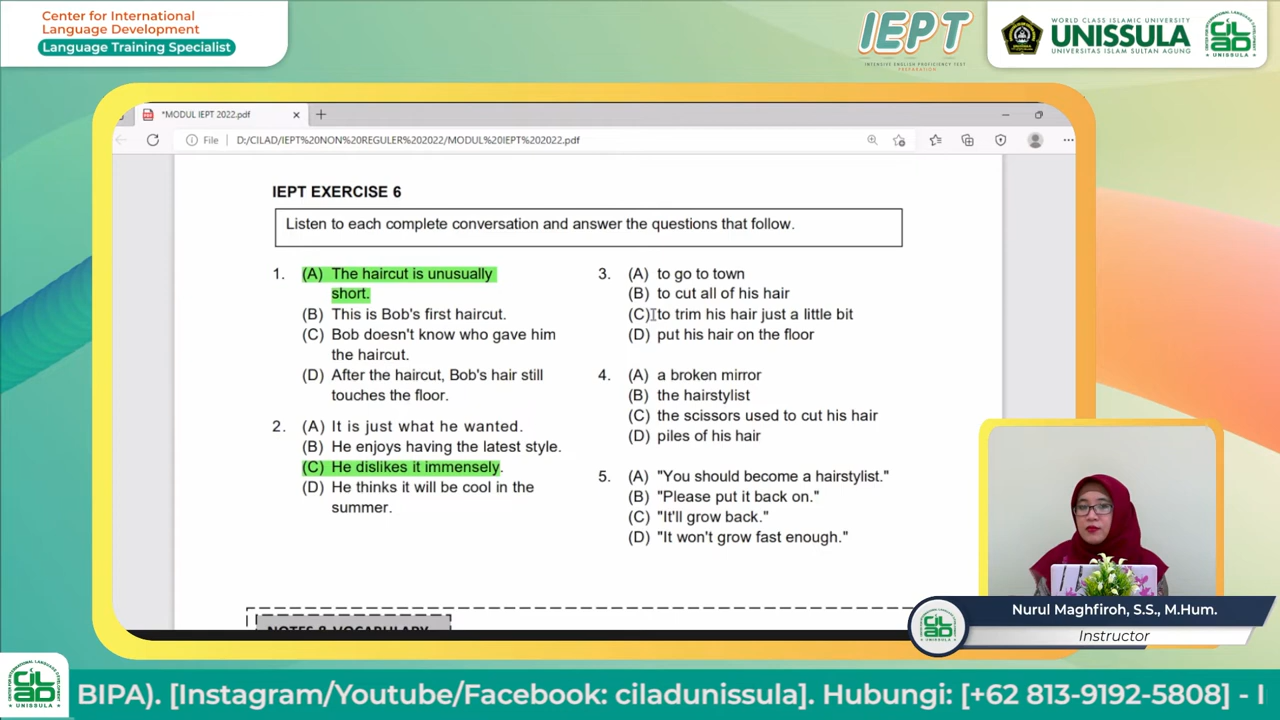 Center for International
Language Development
Language Training Specialist
IEPT
INTENSIVE ENGLISH PROFICIENCY TEST
PREPARATION
WORLD CLASS ISLAMIC UNIVERSITY
UNISSULA
UNIVERSITAS ISLAM SULTAN AGUNG
CILAD
UNISSULA
*MODUL IEPT 2022.pdf
File
D:/CILAD/IEPT%20NON%20REGULER%202022/MODUL%20IEPT%202022.pdf
IEPT EXERCISE 6
Listen to each complete conversation and answer the questions that follow.
1. (A) The haircut is unusually
short.
(B) This is Bob's first haircut.
(C) Bob doesn't know who gave him
the haircut.
(D) After the haircut, Bob's hair still
touches the floor.
2. (A) It is just what he wanted.
(B) He enjoys having the latest style.
(C) He dislikes it immensely.
(D) He thinks it will be cool in the
summer.
3. (A) to go to town
(B) to cut all of his hair
(C) to trim his hair just a little bit
(D) put his hair on the floor
4. (A) a broken mirror
(B) the hairstylist
(C) the scissors used to cut his hair
(D) piles of his hair
5. (A) "You should become a hairstylist."
(B) "Please put it back on."
(C) "It'll grow back."
(D) "It won't grow fast enough."
NOTES & VOCABULARY
CILAD
UNISSULA
Nurul Maghfiroh, S.S., M.Hum.
Instructor
CILAD
UNISSULA
BIPA). [Instagram/Youtube/Facebook: ciladunissula]. Hubungi: [+62 813-9192-5808] - I